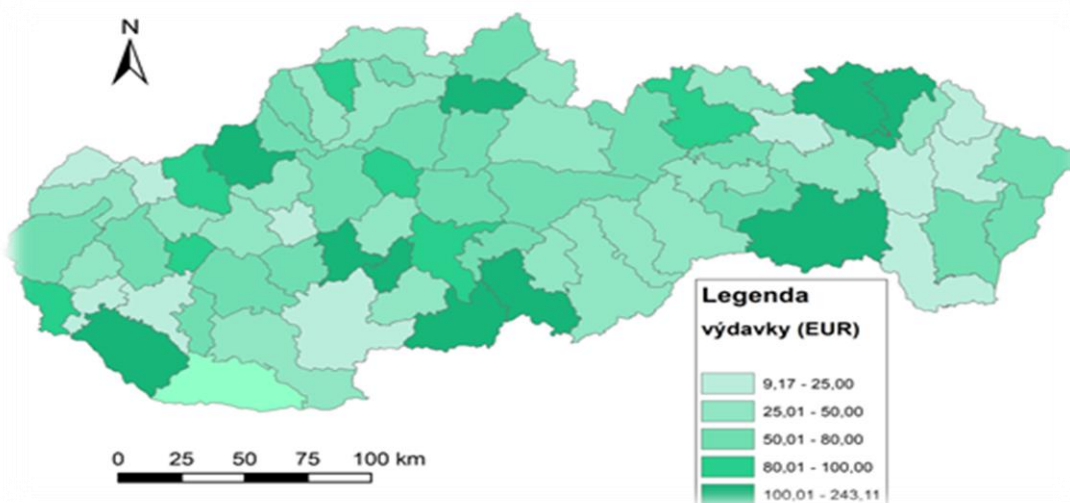 N
Legenda
výdavky (EUR)
9,17 - 25,00
25,01 - 50,00
50,01 - 80,00
80,01 - 100,00
100,01 - 243,11
0 25 50 75 100 km